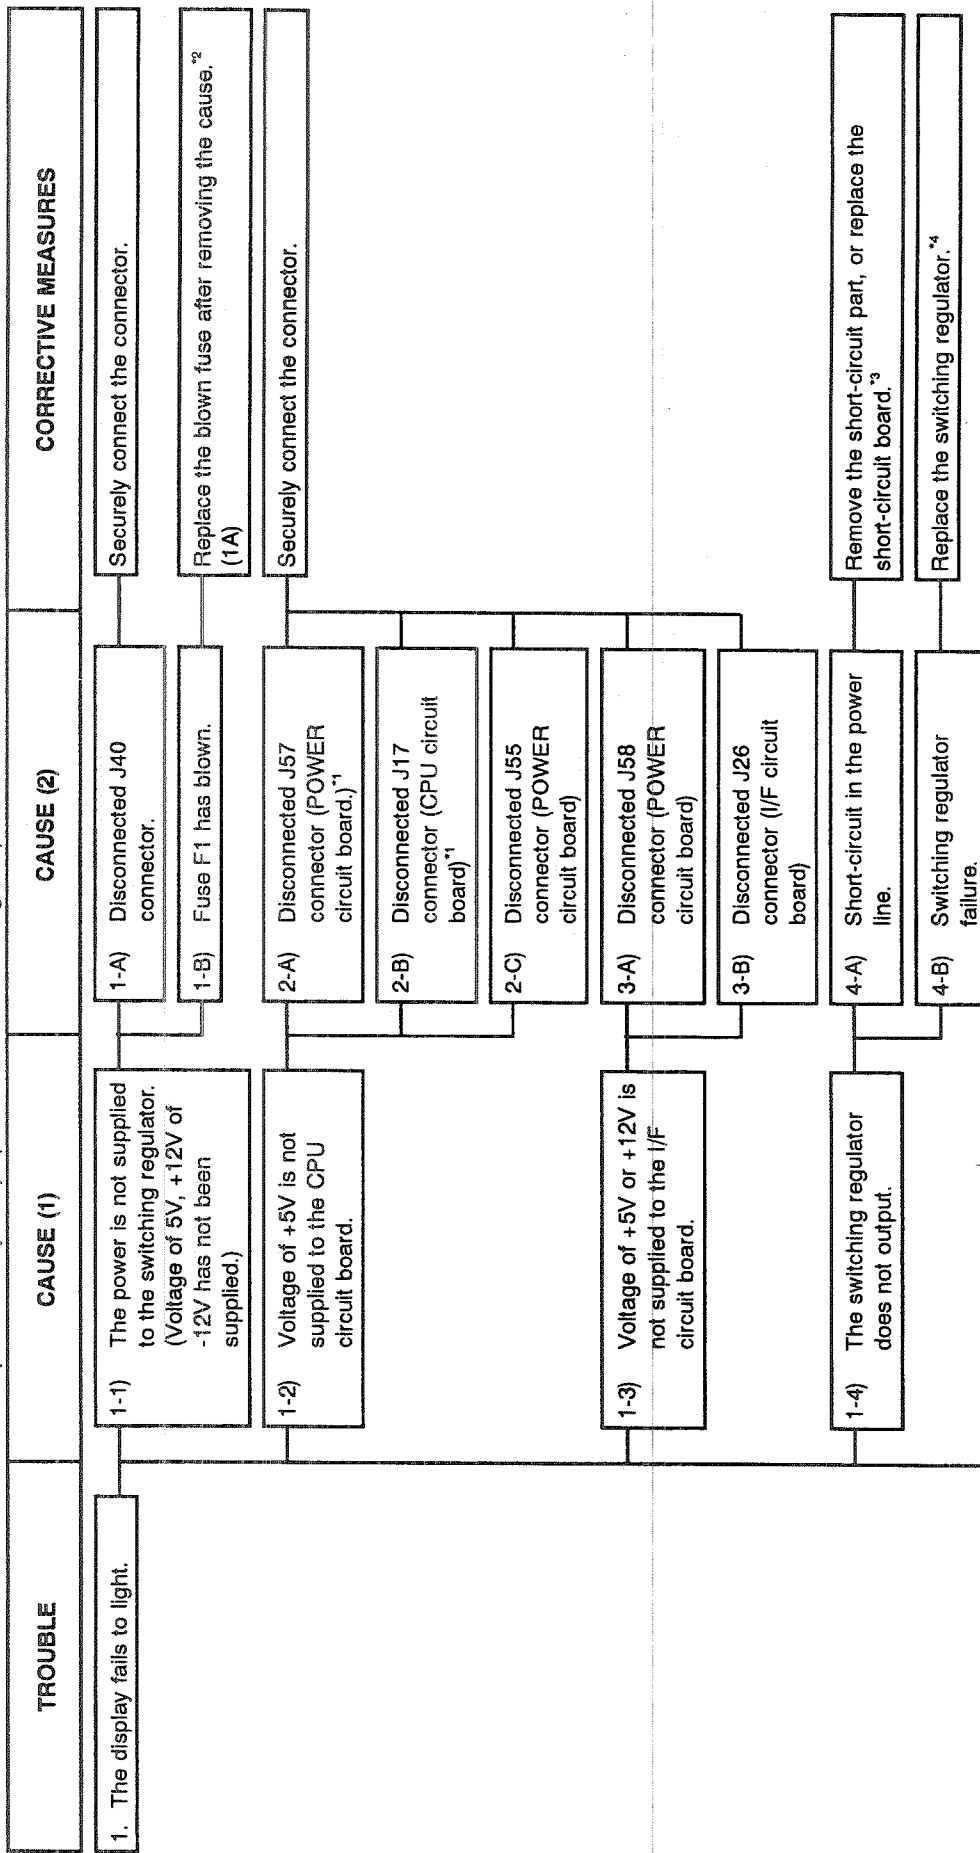 TROUBLE
CAUSE (1)
CAUSE (2)
CORRECTIVE MEASURES
1. The display fails to light.
1-1) The power is not supplied
to the switching regulator.
(Voltage of 5V, +12V of
-12V has not been
supplied.)
1-A) Disconnected J40
connector.
Securely connect the connector.
1-B) Fuse F1 has blown.
Replace the blown fuse after removing the cause.*2
(1A)
1-2) Voltage of +5V is not
supplied to the CPU
circuit board.
2-A) Disconnected J57
connector (POWER
circuit board.)*1
Securely connect the connector.
2-B) Disconnected J17
connector (CPU circuit
board)*1
2-C) Disconnected J55
connector (POWER
circuit board)
1-3) Voltage of +5V or +12V is
not supplied to the I/F
circuit board.
3-A) Disconnected J58
connector (POWER
circuit board)
3-B) Disconnected J26
connector (I/F circuit
board)
1-4) The switching regulator
does not output.
4-A) Short-circuit in the power
line.
Remove the short-circuit part, or replace the
short-circuit board.*3
4-B) Switching regulator
failure.
Replace the switching regulator.*4